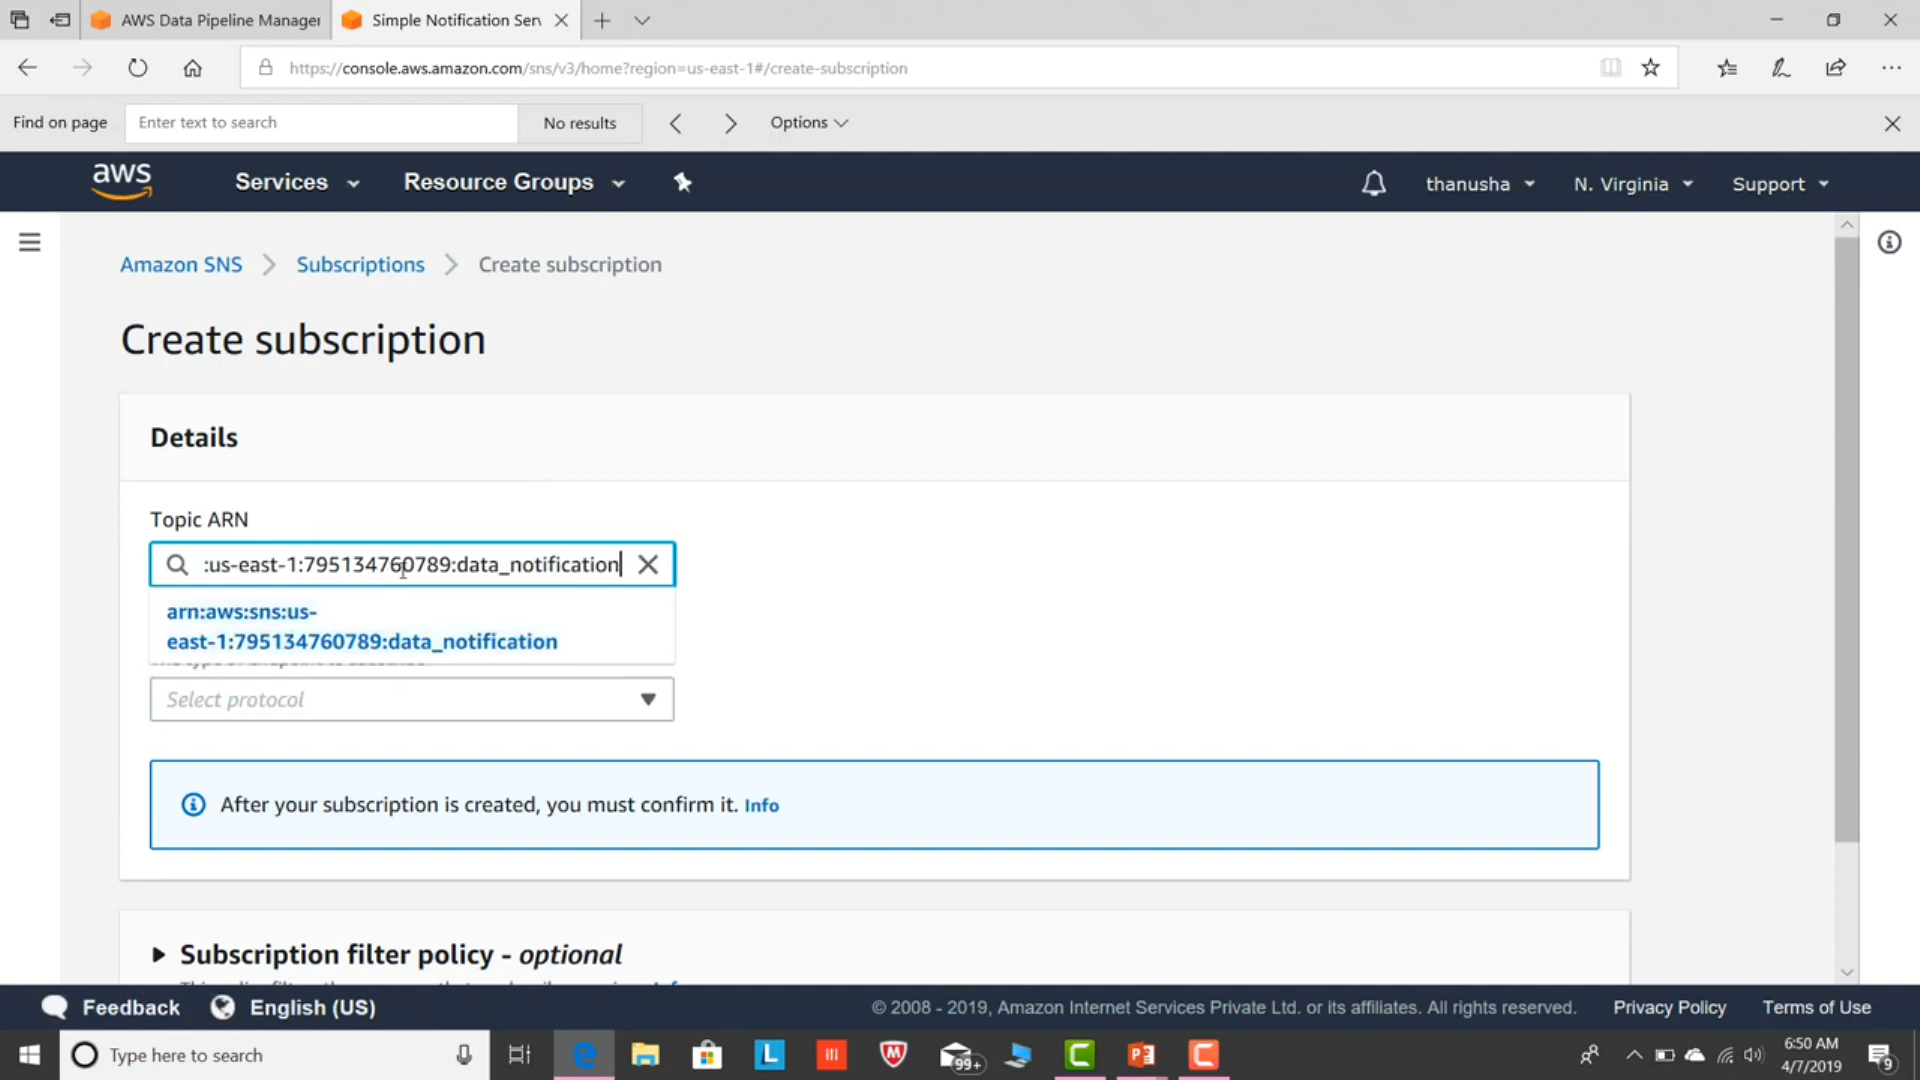 AWS Data Pipeline Manager
Simple Notification Serv
https://console.aws.amazon.com/sns/v3/home?region=us-east-1#/create-subscription
Find on page
Enter text to search
No results
Options
aws
Services
Resource Groups
thanusha
N. Virginia
Support
Amazon SNS
Subscriptions
Create subscription
Create subscription
Details
Topic ARN
:us-east-1:795134760789:data_notification
arn:aws:sns:us-
east-1:795134760789:data_notification
Select protocol
After your subscription is created, you must confirm it. Info
Subscription filter policy - optional
Feedback
English (US)
© 2008 - 2019, Amazon Internet Services Private Ltd. or its affiliates. All rights reserved.
Privacy Policy
Terms of Use
Type here to search
L
99+
6:50 AM
4/7/2019
9